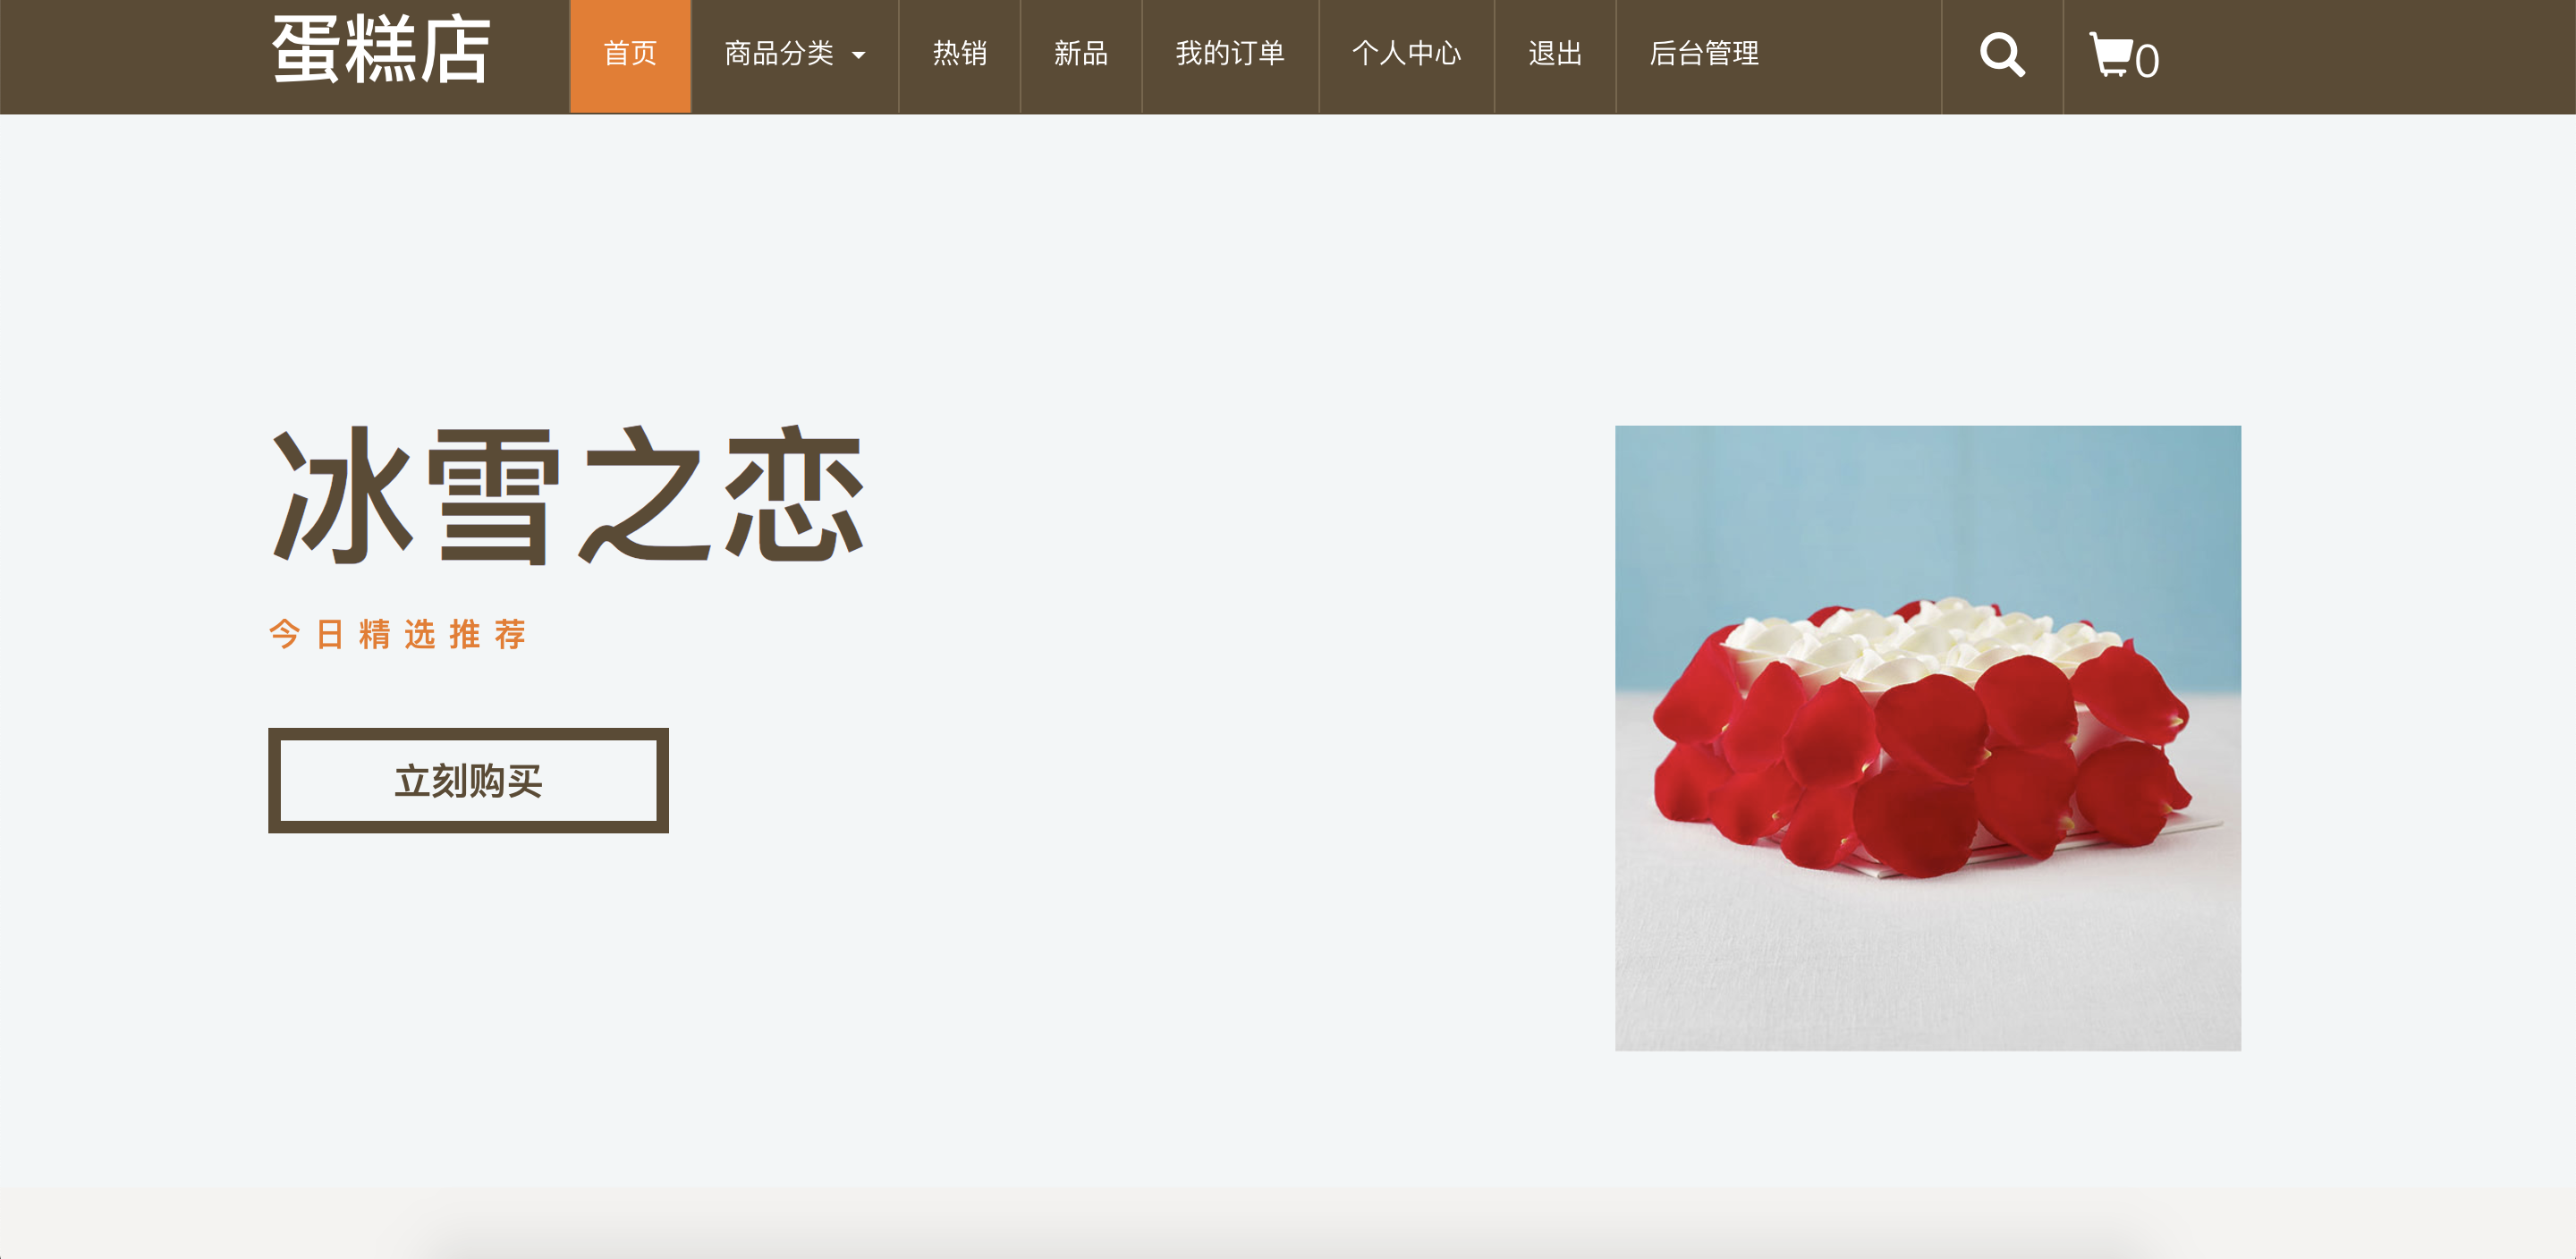 蛋糕店 首页 商品分类 热销 新品 我的订单 个人中心 退出 后台管理 0
冰雪之恋
今日精选推荐
立刻购买